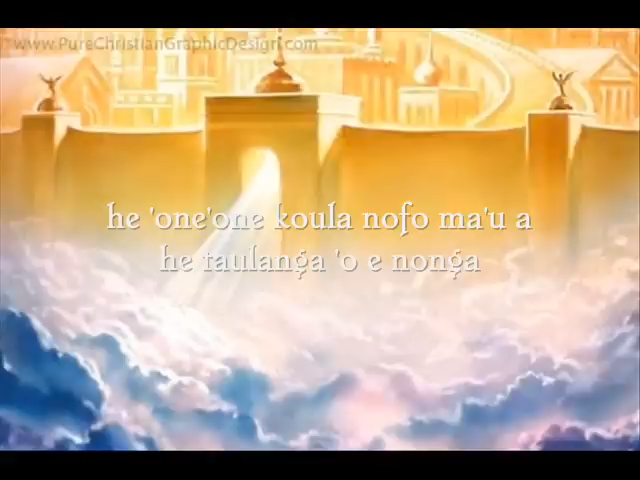 www.PureChristianGraphicDesign.com
he 'one'one koula nofo ma'u a
he taulanga 'o e nonga